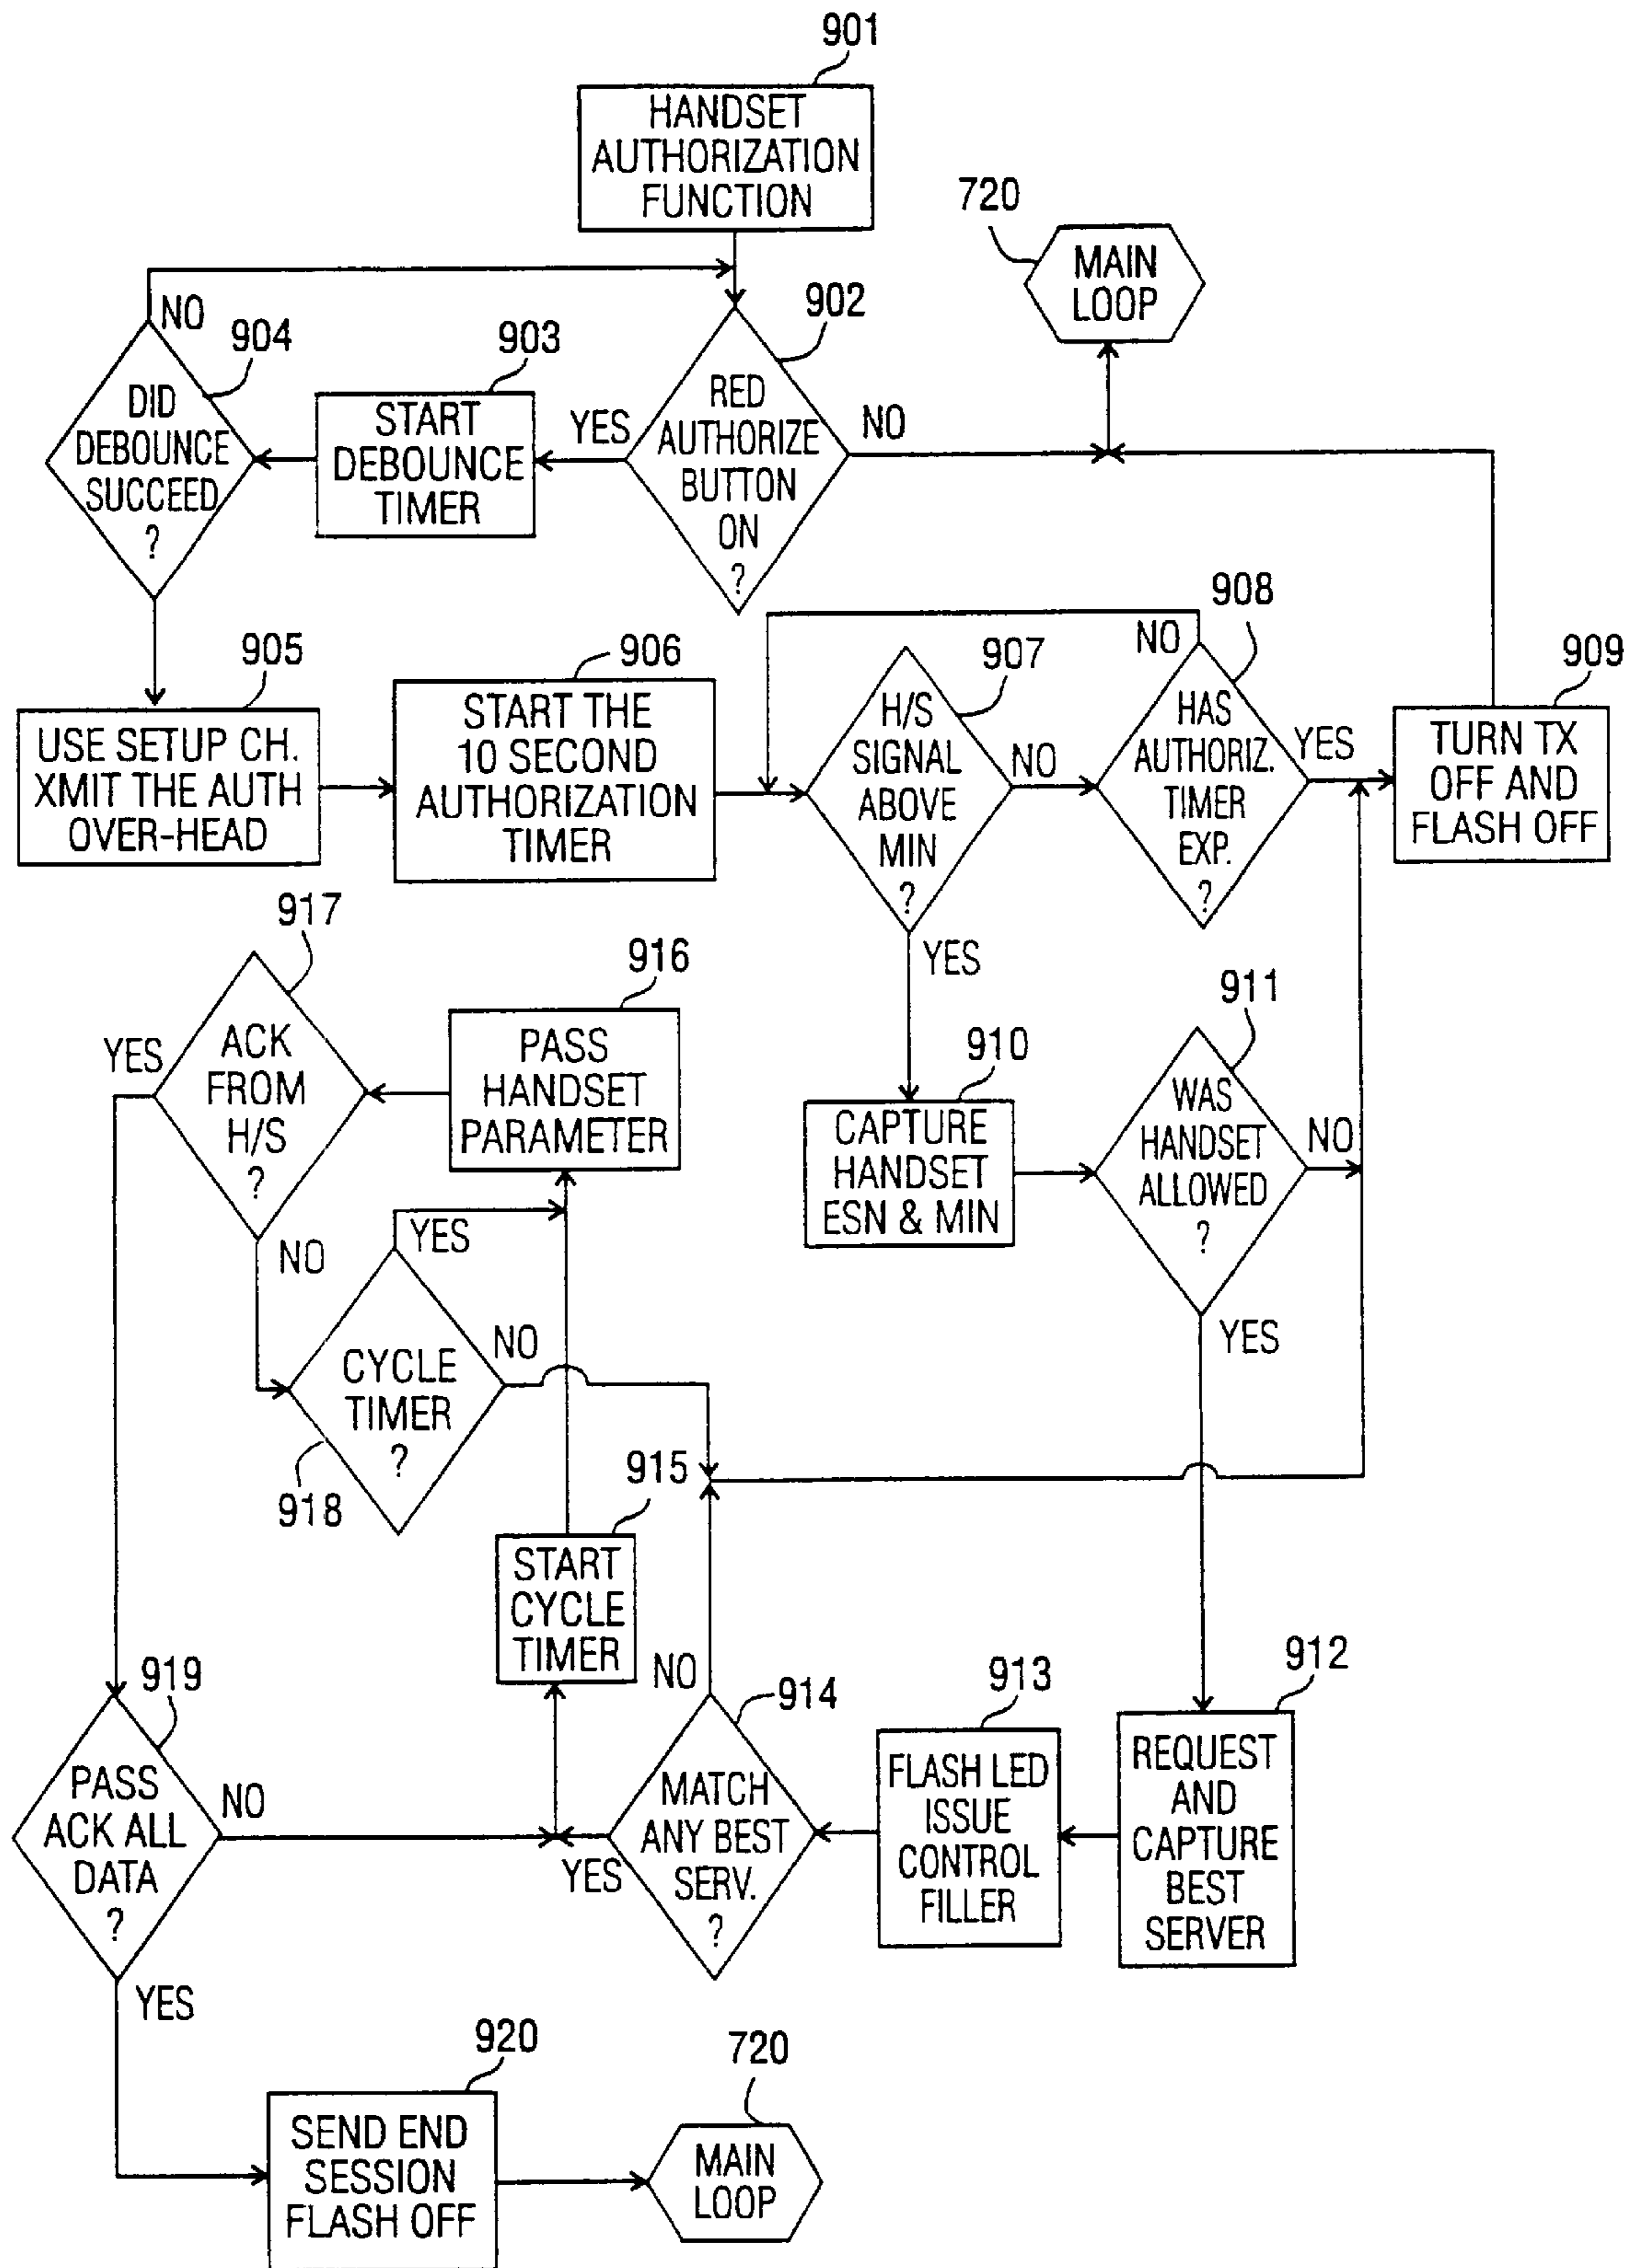 901
HANDSET
AUTHORIZATION
FUNCTION
720
MAIN
LOOP
902
RED
AUTHORIZE
BUTTON
ON
?
NO
YES
903
START
DEBOUNCE
TIMER
904
NO
DID
DEBOUNCE
SUCCEED
?
905
USE SETUP CH.
XMIT THE AUTH
OVER-HEAD
906
START THE
10 SECOND
AUTHORIZATION
TIMER
907
H/S
SIGNAL
ABOVE
MIN
?
NO
YES
908
NO
HAS
AUTHORIZ.
TIMER
EXP.
?
YES
909
TURN TX
OFF AND
FLASH OFF
910
CAPTURE
HANDSET
ESN & MIN
911
WAS
HANDSET
ALLOWED
?
NO
YES
917
YES
ACK
FROM
H/S
?
NO
916
PASS
HANDSET
PARAMETER
YES
CYCLE
TIMER
?
NO
918
915
START
CYCLE
TIMER
912
REQUEST
AND
CAPTURE
BEST
SERVER
913
FLASH LED
ISSUE
CONTROL
FILLER
914
NO
MATCH
ANY BEST
SERV.
?
YES
919
PASS
ACK ALL
DATA
?
NO
YES
920
SEND END
SESSION
FLASH OFF
720
MAIN
LOOP